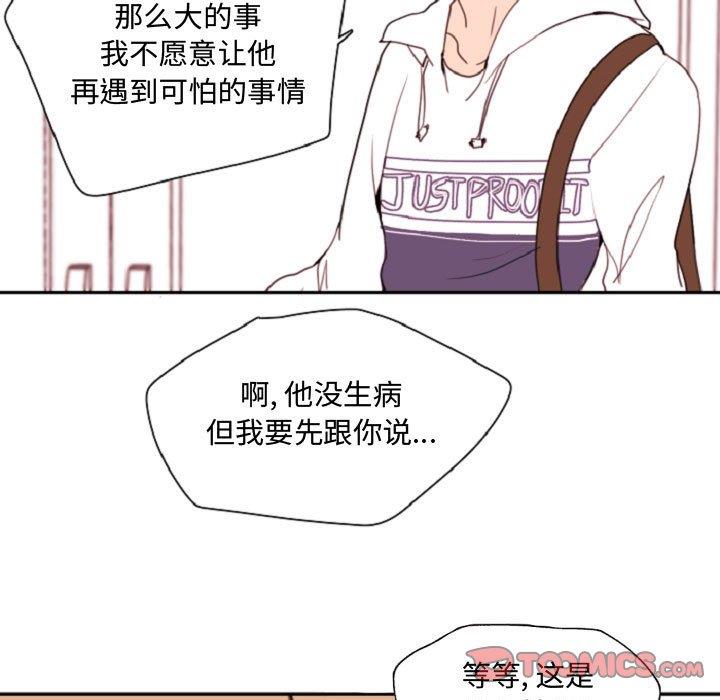 那么大的事
我不愿意让他
再遇到可怕的事情
JUSTPROOFIT
啊, 他没生病
但我要先跟你说...
等等, 这是
TOOMICS.COM